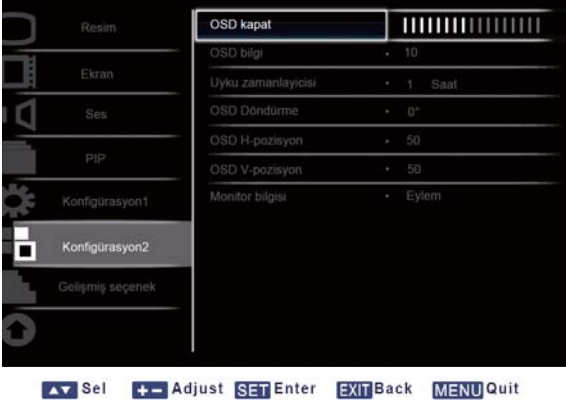 Resim
Ekran
Ses
PIP
Konfigürasyon1
Konfigürasyon2
Gelişmiş seçenek
OSD kapat
OSD bilgi • 10
Uyku zamanlayicisi • 1 Saat
OSD Döndürme • 0°
OSD H-pozisyon • 50
OSD V-pozisyon • 50
Monitor bilgisi • Eylem
▲▼ Sel + − Adjust SET Enter EXIT Back MENU Quit